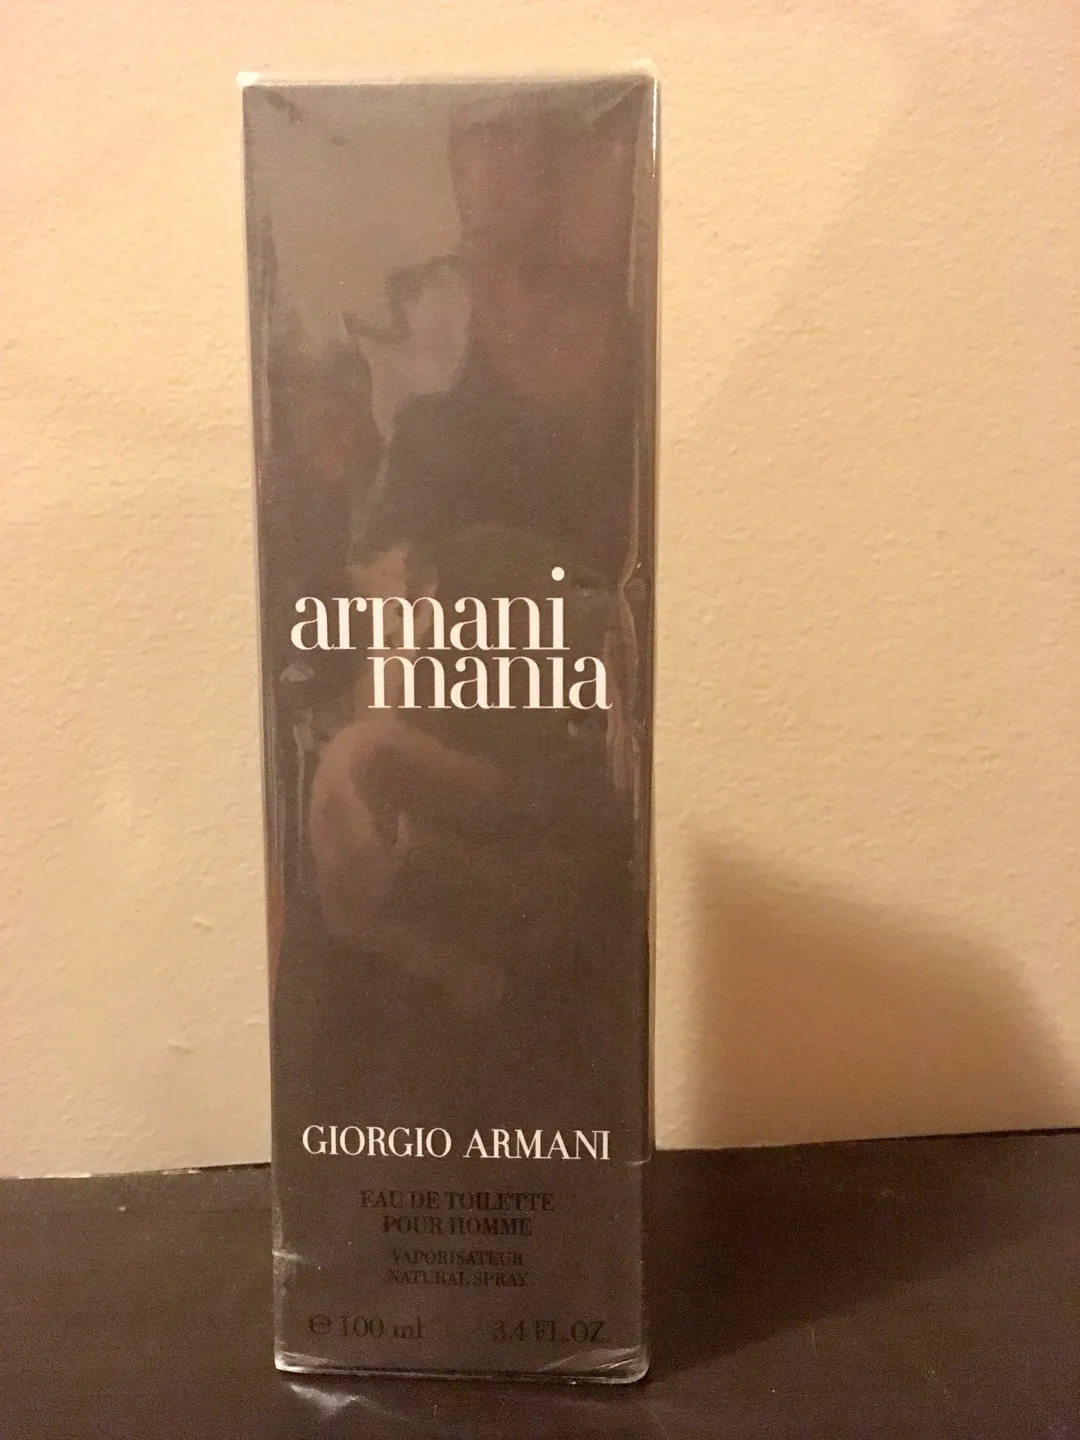 armani
mania
GIORGIO ARMANI
EAU DE TOILETTE
POUR HOMME
VAPORISATEUR
NATURAL SPRAY
℮ 100 ml 3.4 FL.OZ.